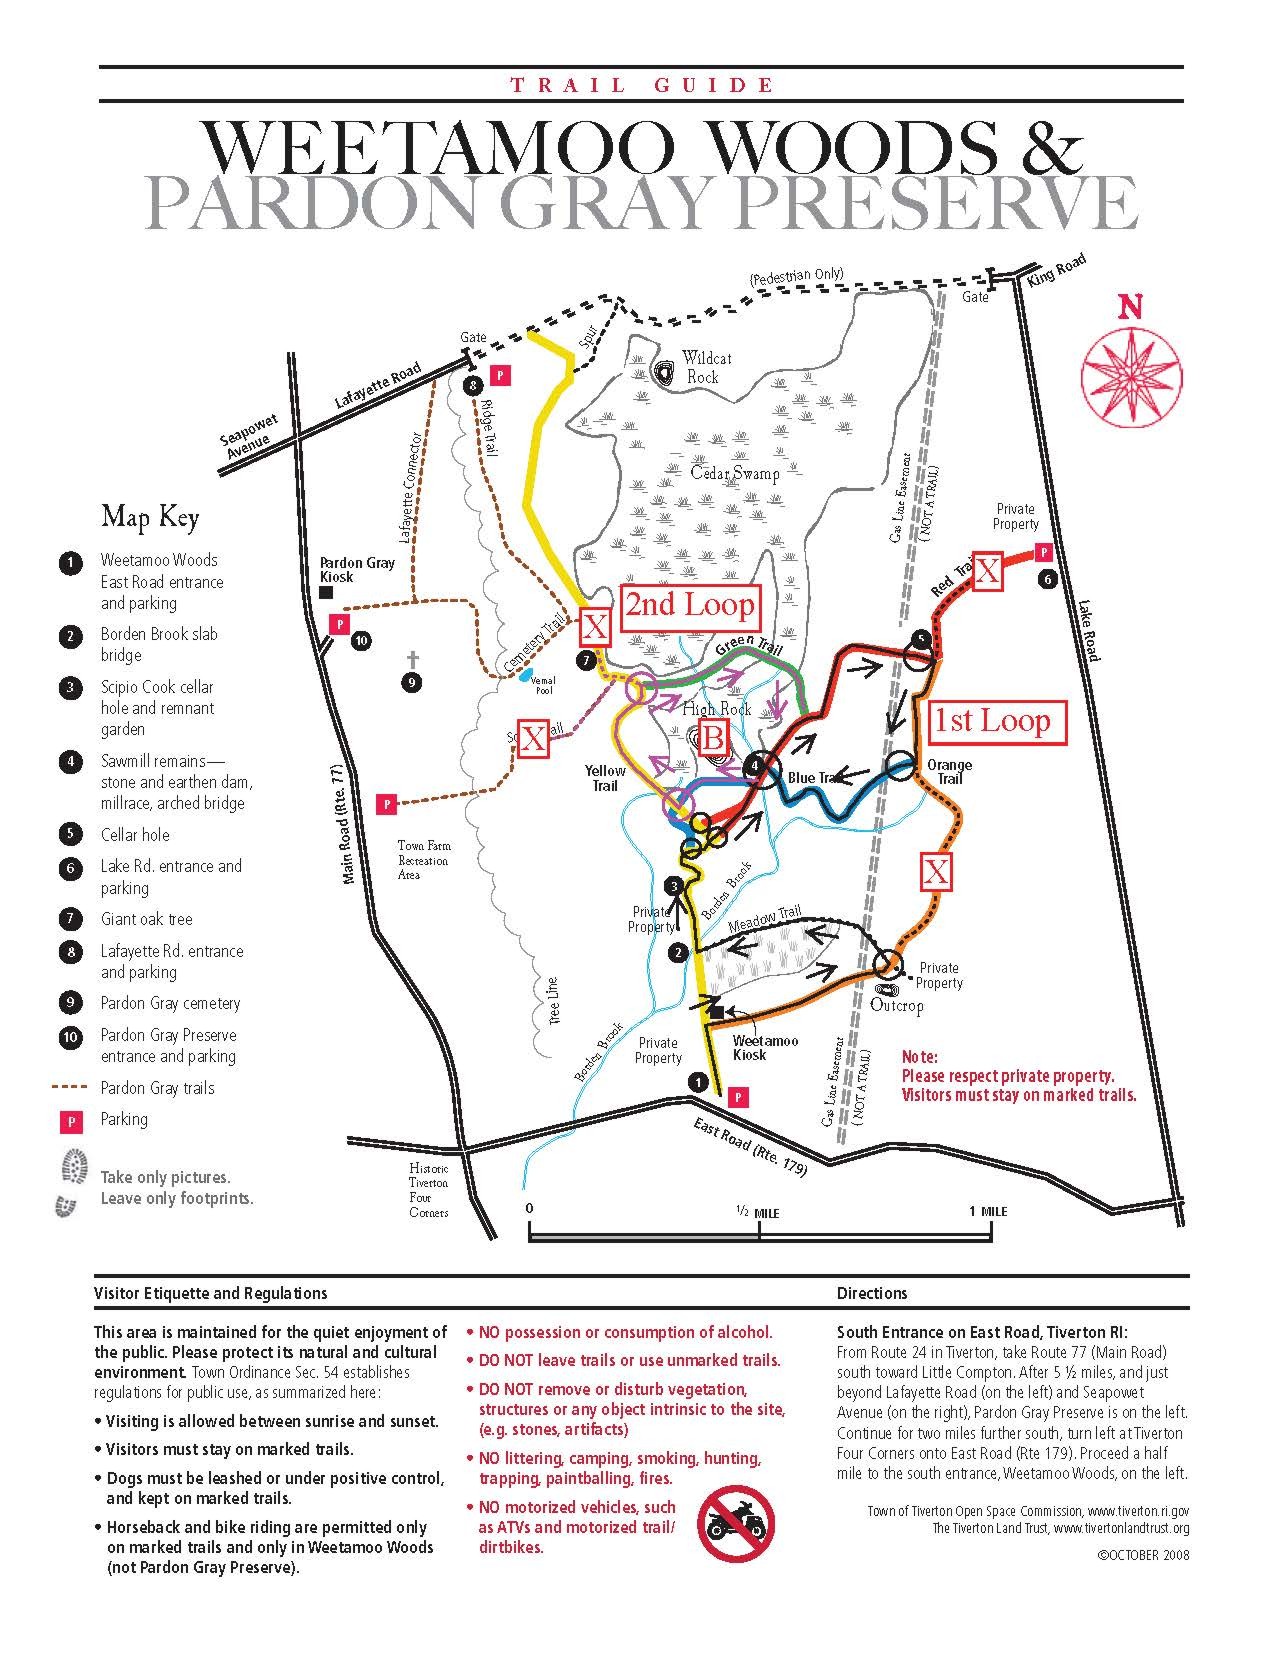 TRAIL GUIDE
WEETAMOO WOODS &
PARDON GRAY PRESERVE
(Pedestrian Only)
King Road
Gate
N
Gate
Spur
Wildcat
Rock
Lafayette Road
P
8
Seapowet
Avenue
Ridge Trail
Lafayette Connector
Cedar Swamp
Gas Line Easement
(NOT A TRAIL)
Private
Property
Red
X
P
6
Lake Road
Map Key
1 Weetamoo Woods
East Road entrance
and parking
2 Borden Brook slab
bridge
3 Scipio Cook cellar
hole and remnant
garden
4 Sawmill remains—
stone and earthen dam,
millrace, arched bridge
5 Cellar hole
6 Lake Rd. entrance and
parking
7 Giant oak tree
8 Lafayette Rd. entrance
and parking
9 Pardon Gray cemetery
10 Pardon Gray Preserve
entrance and parking
Pardon Gray trails
P Parking
Take only pictures.
Leave only footprints.
Pardon Gray
Kiosk
P
10
9
Cemetery Trail
X
2nd Loop
7
Vernal
Pool
Green Trail
5
1st Loop
High Rock
B
X
Yellow
Trail
4
Blue
Orange
Trail
P
Main Road (Rte. 77)
Town Farm
Recreation
Area
X
3
Private
Property
Borden Brook
Meadow Trail
2
Private
Property
Outcrop
Tree Line
Borden Brook
Private
Property
Weetamoo
Kiosk
1
P
Gas Line Easement
(NOT A TRAIL)
Note:
Please respect private property.
Visitors must stay on marked trails.
East Road (Rte. 179)
Historic
Tiverton
Four
Corners
0
1/2 MILE
1 MILE
Visitor Etiquette and Regulations
This area is maintained for the quiet enjoyment of
the public. Please protect its natural and cultural
environment. Town Ordinance Sec. 54 establishes
regulations for public use, as summarized here:
• Visiting is allowed between sunrise and sunset.
• Visitors must stay on marked trails.
• Dogs must be leashed or under positive control,
and kept on marked trails.
• Horseback and bike riding are permitted only
on marked trails and only in Weetamoo Woods
(not Pardon Gray Preserve).
• NO possession or consumption of alcohol.
• DO NOT leave trails or use unmarked trails.
• DO NOT remove or disturb vegetation,
structures or any object intrinsic to the site,
(e.g. stones, artifacts)
• NO littering, camping, smoking, hunting,
trapping, paintballing, fires.
• NO motorized vehicles, such
as ATVs and motorized trail/
dirtbikes.
Directions
South Entrance on East Road, Tiverton RI:
From Route 24 in Tiverton, take Route 77 (Main Road)
south toward Little Compton. After 5 ½ miles, and just
beyond Lafayette Road (on the left) and Seapowet
Avenue (on the right), Pardon Gray Preserve is on the left.
Continue for two miles further south, turn left at Tiverton
Four Corners onto East Road (Rte 179). Proceed a half
mile to the south entrance, Weetamoo Woods, on the left.
Town of Tiverton Open Space Commission, www.tiverton.ri.gov
The Tiverton Land Trust, www.tivertonlandtrust.org
©OCTOBER 2008